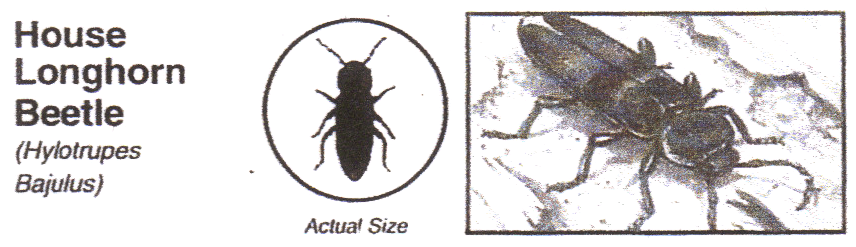 House
Longhorn
Beetle
(Hylotrupes
Bajulus)
Actual Size